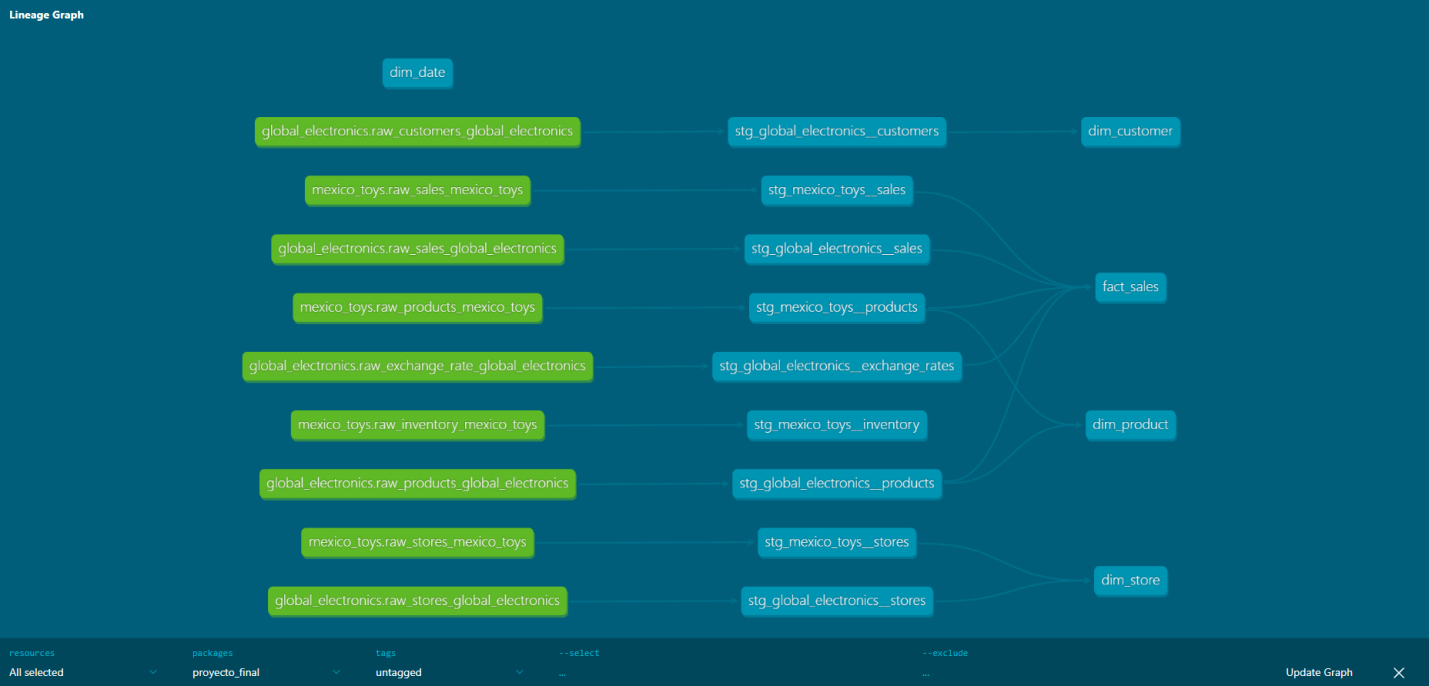 Lineage Graph
dim_date
global_electronics.raw_customers_global_electronics
stg_global_electronics__customers
dim_customer
mexico_toys.raw_sales_mexico_toys
stg_mexico_toys__sales
global_electronics.raw_sales_global_electronics
stg_global_electronics__sales
fact_sales
mexico_toys.raw_products_mexico_toys
stg_mexico_toys__products
global_electronics.raw_exchange_rate_global_electronics
stg_global_electronics__exchange_rates
mexico_toys.raw_inventory_mexico_toys
stg_mexico_toys__inventory
dim_product
global_electronics.raw_products_global_electronics
stg_global_electronics__products
mexico_toys.raw_stores_mexico_toys
stg_mexico_toys__stores
dim_store
global_electronics.raw_stores_global_electronics
stg_global_electronics__stores
resources
packages
tags
--select
--exclude
All selected
proyecto_final
untagged
...
...
Update Graph